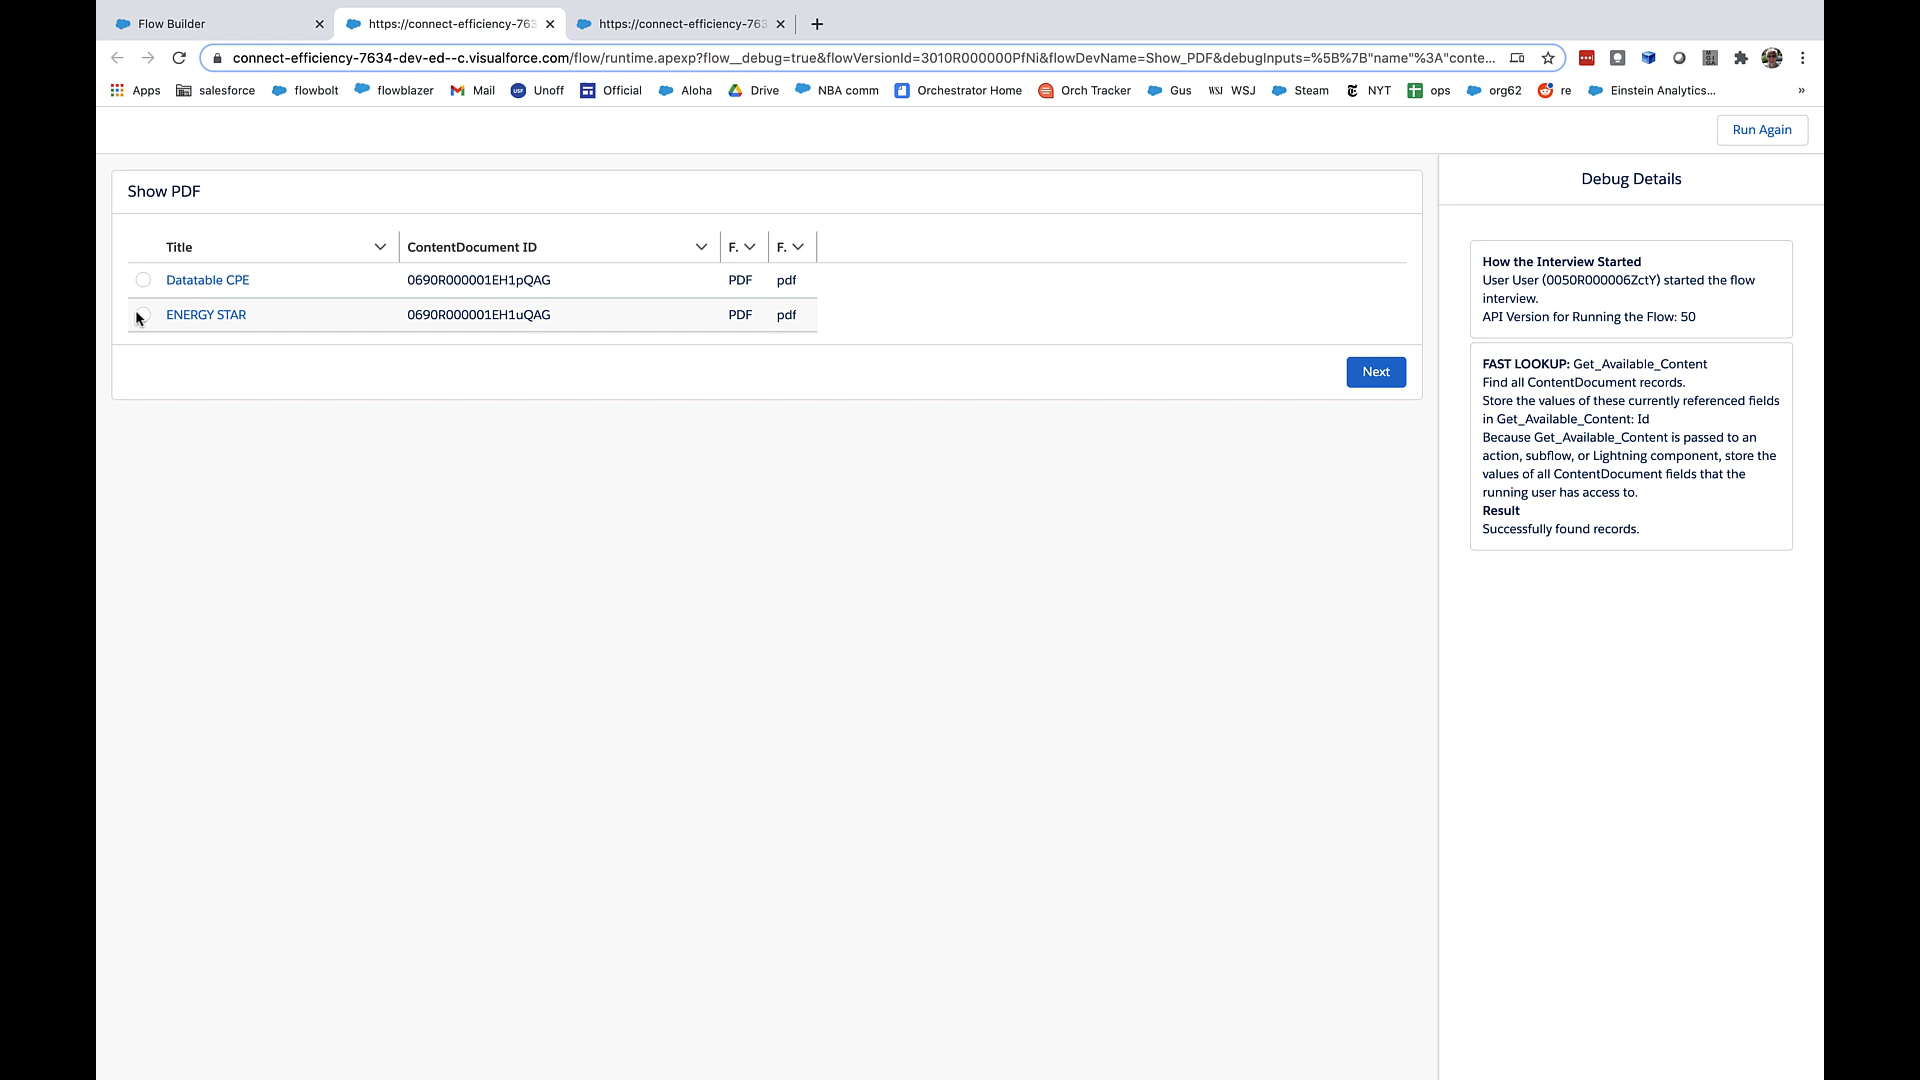 Flow Builder
https://connect-efficiency-763
https://connect-efficiency-763
connect-efficiency-7634-dev-ed--c.visualforce.com/flow/runtime.apexp?flow__debug=true&flowVersionId=3010R000000PfNi&flowDevName=Show_PDF&debugInputs=%5B%7B"name"%3A"conte...
Apps salesforce flowbolt flowblazer Mail Unoff Official Aloha Drive NBA comm Orchestrator Home Orch Tracker Gus WSJ WSJ Steam NYT ops org62 re Einstein Analytics... »
Run Again
Show PDF
Title ContentDocument ID F. F.
Datatable CPE 0690R000001EH1pQAG PDF pdf
ENERGY STAR 0690R000001EH1uQAG PDF pdf
Next
Debug Details
How the Interview Started
User User (0050R000006ZctY) started the flow
interview.
API Version for Running the Flow: 50
FAST LOOKUP: Get_Available_Content
Find all ContentDocument records.
Store the values of these currently referenced fields
in Get_Available_Content: Id
Because Get_Available_Content is passed to an
action, subflow, or Lightning component, store the
values of all ContentDocument fields that the
running user has access to.
Result
Successfully found records.